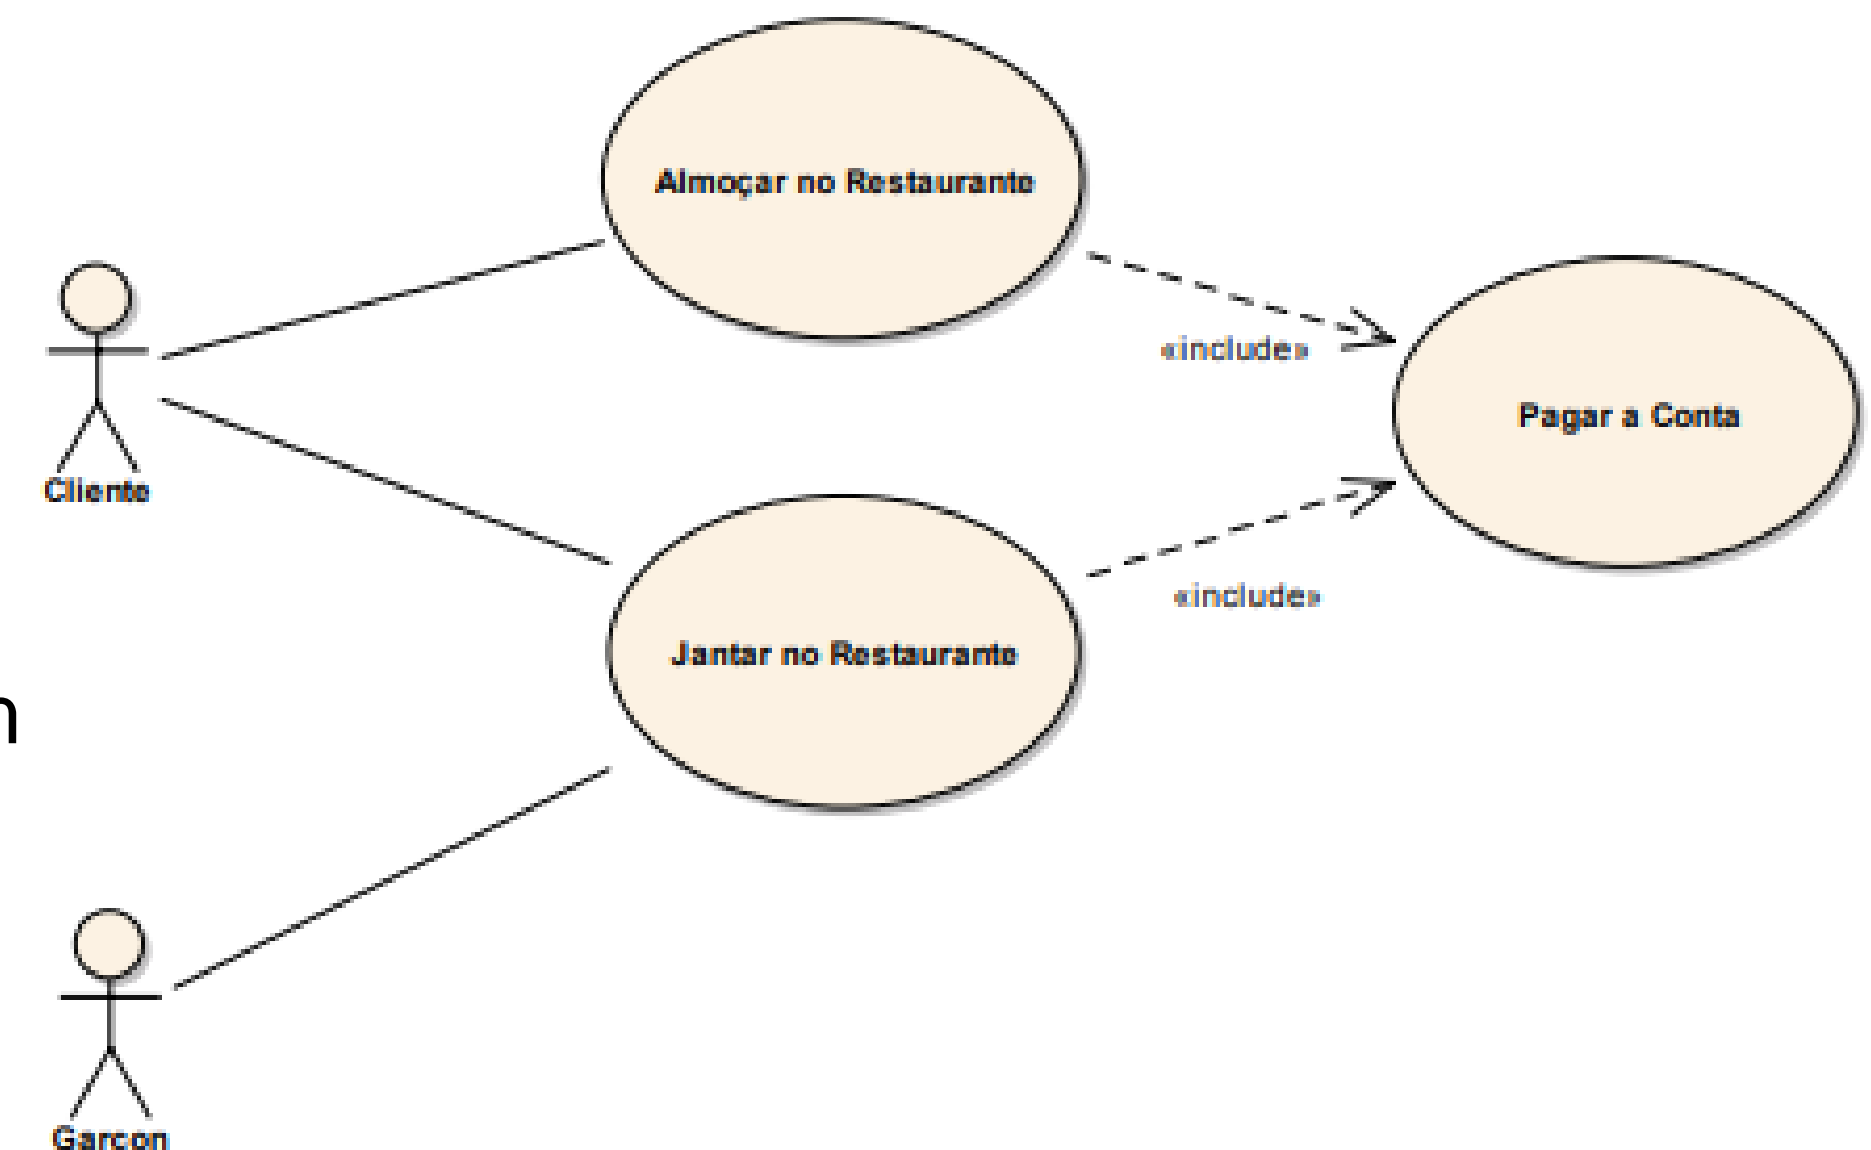 Almoçar no Restaurante
«include»
Pagar a Conta
Cliente
«include»
Jantar no Restaurante
n
Garcon